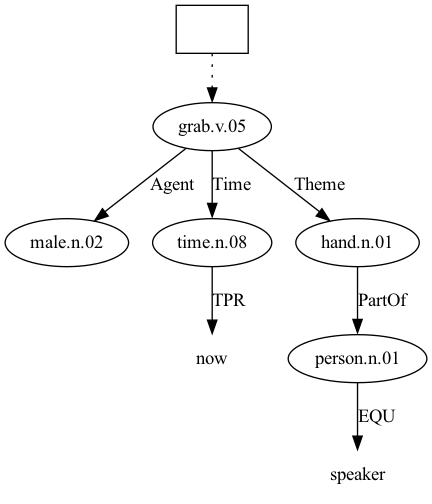 grab.v.05
Agent Time Theme
male.n.02 time.n.08 hand.n.01
TPR PartOf
now person.n.01
EQU
speaker